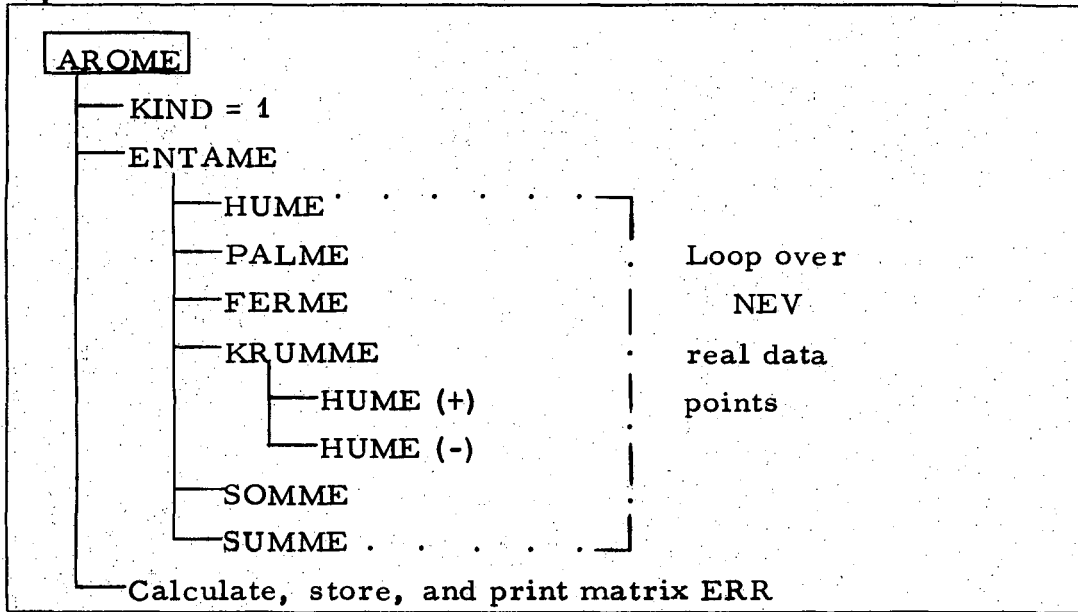 AROME
KIND = 1
ENTAME
HUME
PALME
FERME
KRUMME
HUME (+)
HUME (-)
SOMME
SUMME
Calculate, store, and print matrix ERR
Loop over
NEV
real data
points